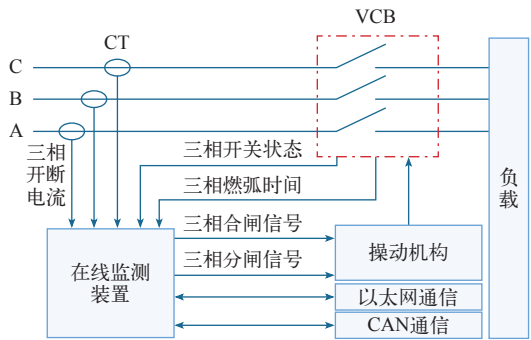 VCB
CT
C
B
A
三相
开断
电流
三相开关状态
三相燃弧时间
三相合闸信号
三相分闸信号
在线监测
装置
操动机构
以太网通信
CAN通信
负
载